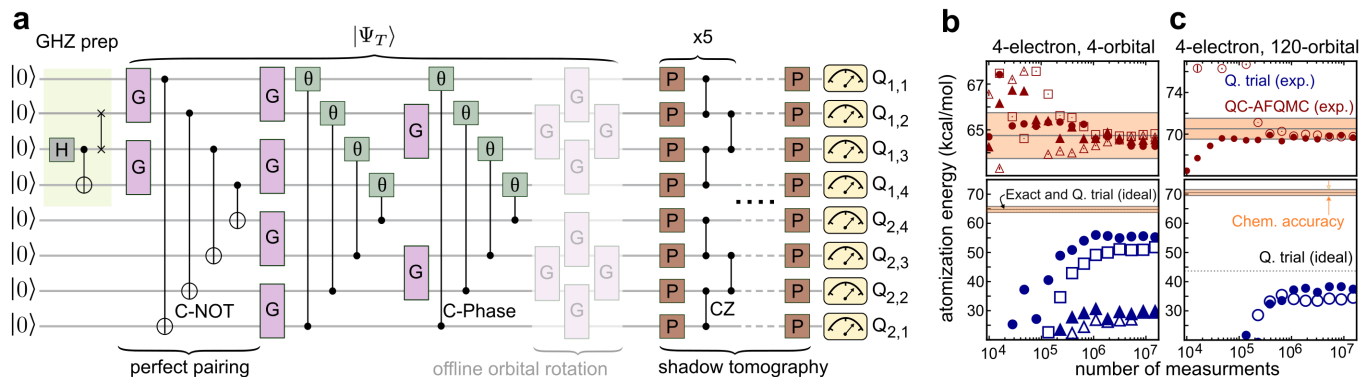 a
GHZ prep
|Ψ_T⟩
x5
|0⟩ G θ θ G P P Q1,1
|0⟩ G θ G θ G P P Q1,2
|0⟩ H G G θ θ G G P P Q1,3
|0⟩ θ θ P P Q1,4
|0⟩ G G P P Q2,4
|0⟩ G G G P P Q2,3
|0⟩ G P P Q2,2
|0⟩ P P Q2,1
C-NOT
C-Phase
CZ
perfect pairing
offline orbital rotation
shadow tomography
b
4-electron, 4-orbital
67
65
atomization energy (kcal/mol)
70
60
50
40
30
Exact and Q. trial (ideal)
10^4 10^5 10^6 10^7
c
4-electron, 120-orbital
Q. trial (exp.)
QC-AFQMC (exp.)
74
70
70
60
50
40
30
Chem. accuracy
Q. trial (ideal)
10^4 10^5 10^6 10^7
number of measurments